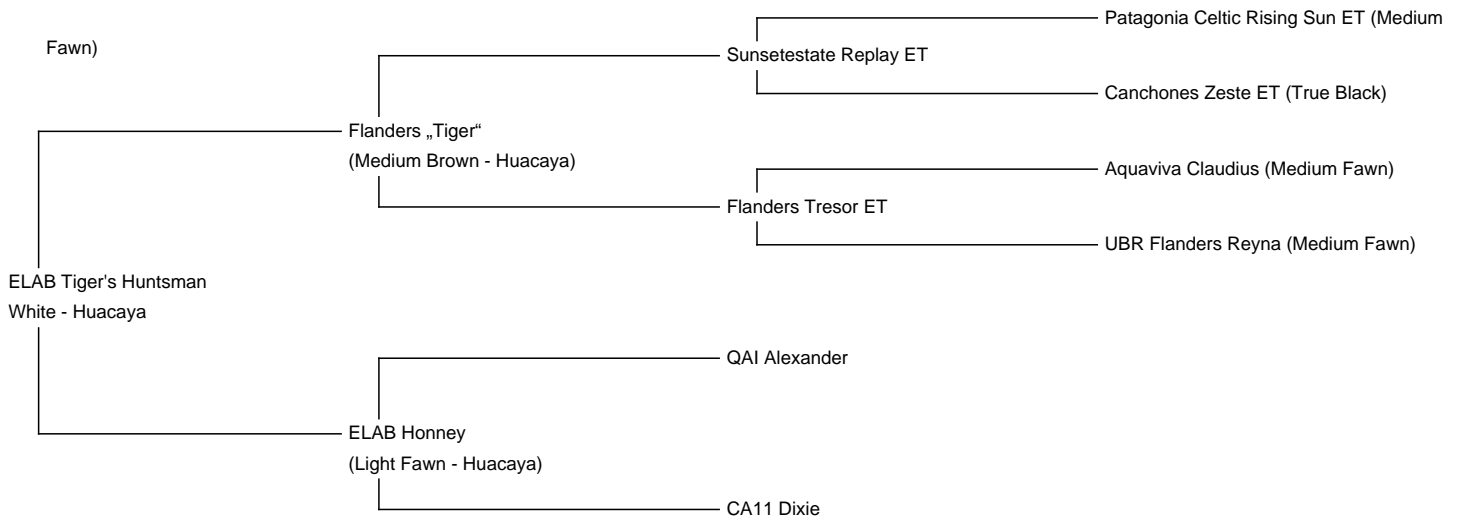 Patagonia Celtic Rising Sun ET (Medium
Fawn)
Sunsetestate Replay ET
Canchones Zeste ET (True Black)
Flanders „Tiger“
(Medium Brown - Huacaya)
Aquaviva Claudius (Medium Fawn)
Flanders Tresor ET
UBR Flanders Reyna (Medium Fawn)
ELAB Tiger's Huntsman
White - Huacaya
QAI Alexander
ELAB Honney
(Light Fawn - Huacaya)
CA11 Dixie